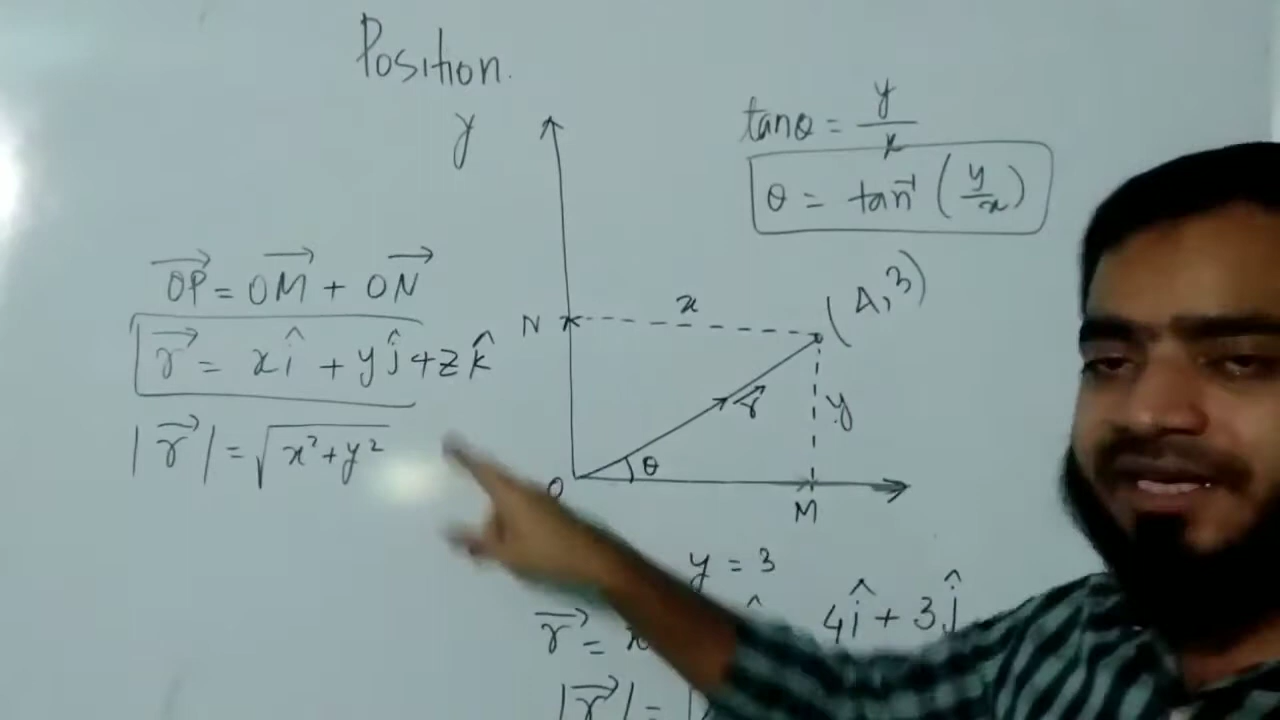 Position.
y
tanθ = y/x
θ = tan⁻¹ (y/x)
OP→ = OM→ + ON→
r→ = xî + yĵ + zk̂
|r→| = √x² + y²
N
x
(4,3)
r→
y
θ
O
M
y = 3
r→ = x 4î + 3ĵ
|r→| =